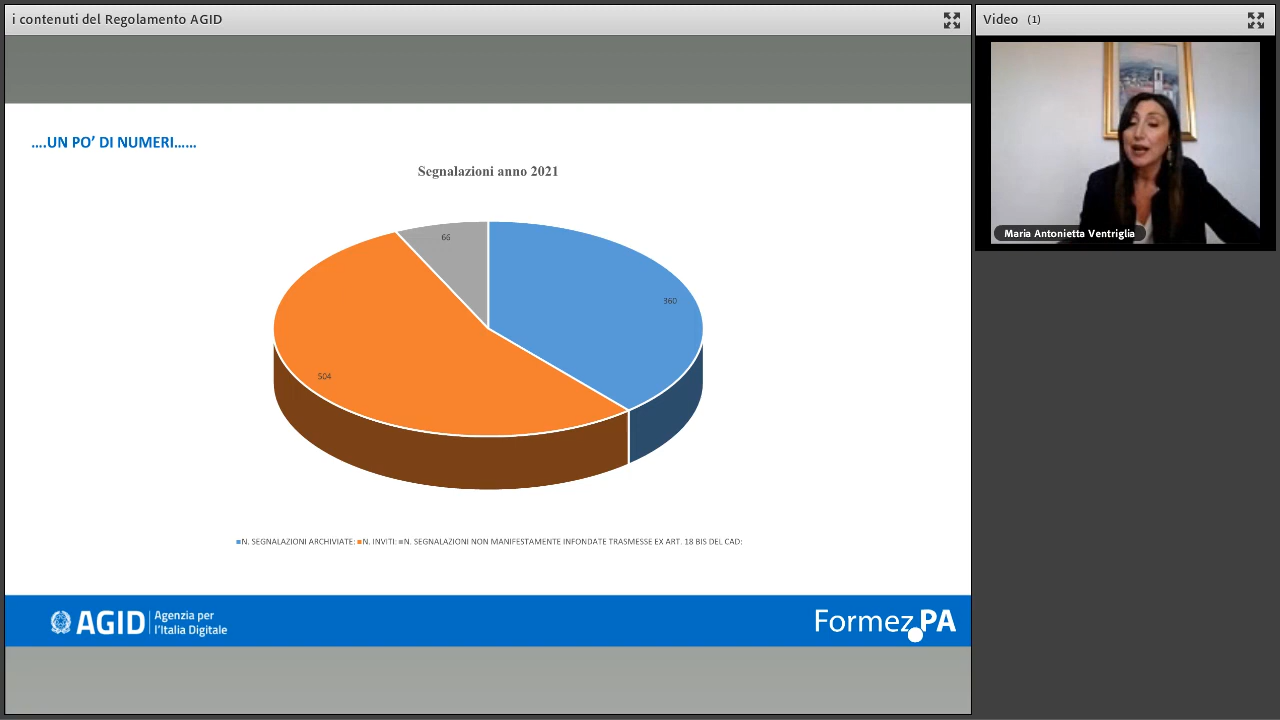 i contenuti del Regolamento AGID
Video (1)
Maria Antonietta Ventriglia
....UN PO' DI NUMERI......
Segnalazioni anno 2021
66
360
504
N. SEGNALAZIONI ARCHIVIATE: N. INVITI: N. SEGNALAZIONI NON MANIFESTAMENTE INFONDATE TRASMESSE EX ART. 18 BIS DEL CAD:
AGID Agenzia per
l'Italia Digitale
Formez PA